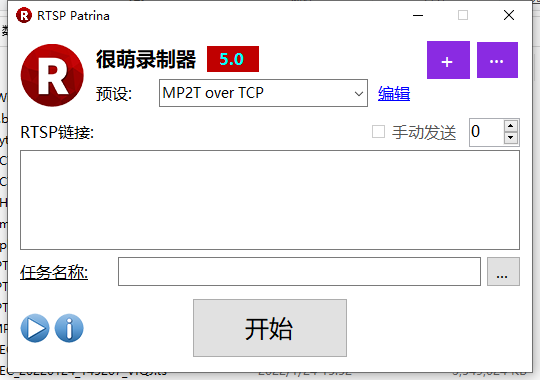 RTSP Patrina
R
很萌录制器 5.0
+ ...
预设: MP2T over TCP 编辑
RTSP链接: 手动发送 0
任务名称: ...
开始